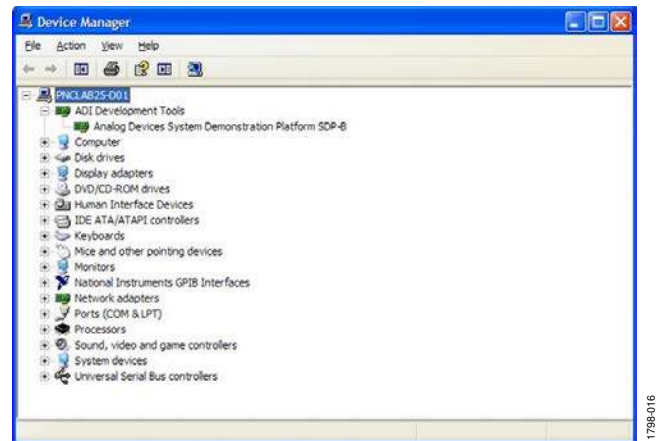 Device Manager
File Action View Help
PNCLAB25-D01
ADI Development Tools
Analog Devices System Demonstration Platform SDP-B
Computer
Disk drives
Display adapters
DVD/CD-ROM drives
Human Interface Devices
IDE ATA/ATAPI controllers
Keyboards
Mice and other pointing devices
Monitors
National Instruments GPIB Interfaces
Network adapters
Ports (COM & LPT)
Processors
Sound, video and game controllers
System devices
Universal Serial Bus controllers
1798-016